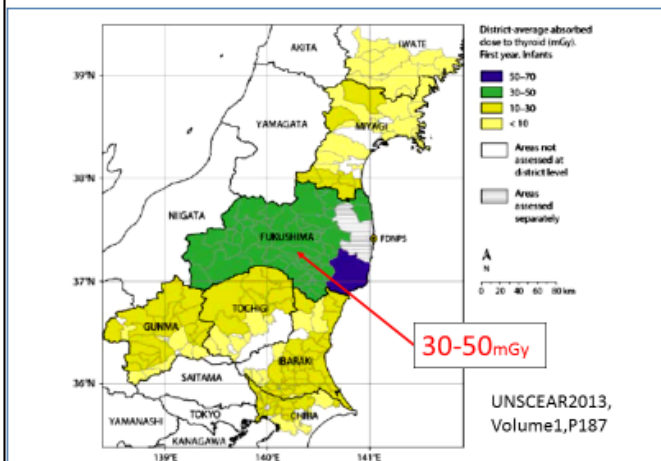 District-average absorbed
dose to thyroid (mGy).
First year. Infants
50–70
30–50
10–30
< 10
Areas not
assessed at
district level
Areas
assessed
separately
A
N
0 20 40 60 80 km
39°N
38°N
37°N
36°N
139°E
140°E
141°E
AKITA
IWATE
YAMAGATA
MIYAGI
NIIGATA
FUKUSHIMA
FDNPS
TOCHIGI
GUNMA
IBARAKI
SAITAMA
TOKYO
CHIBA
YAMANASHI
KANAGAWA
30-50mGy
UNSCEAR2013,
Volume1,P187